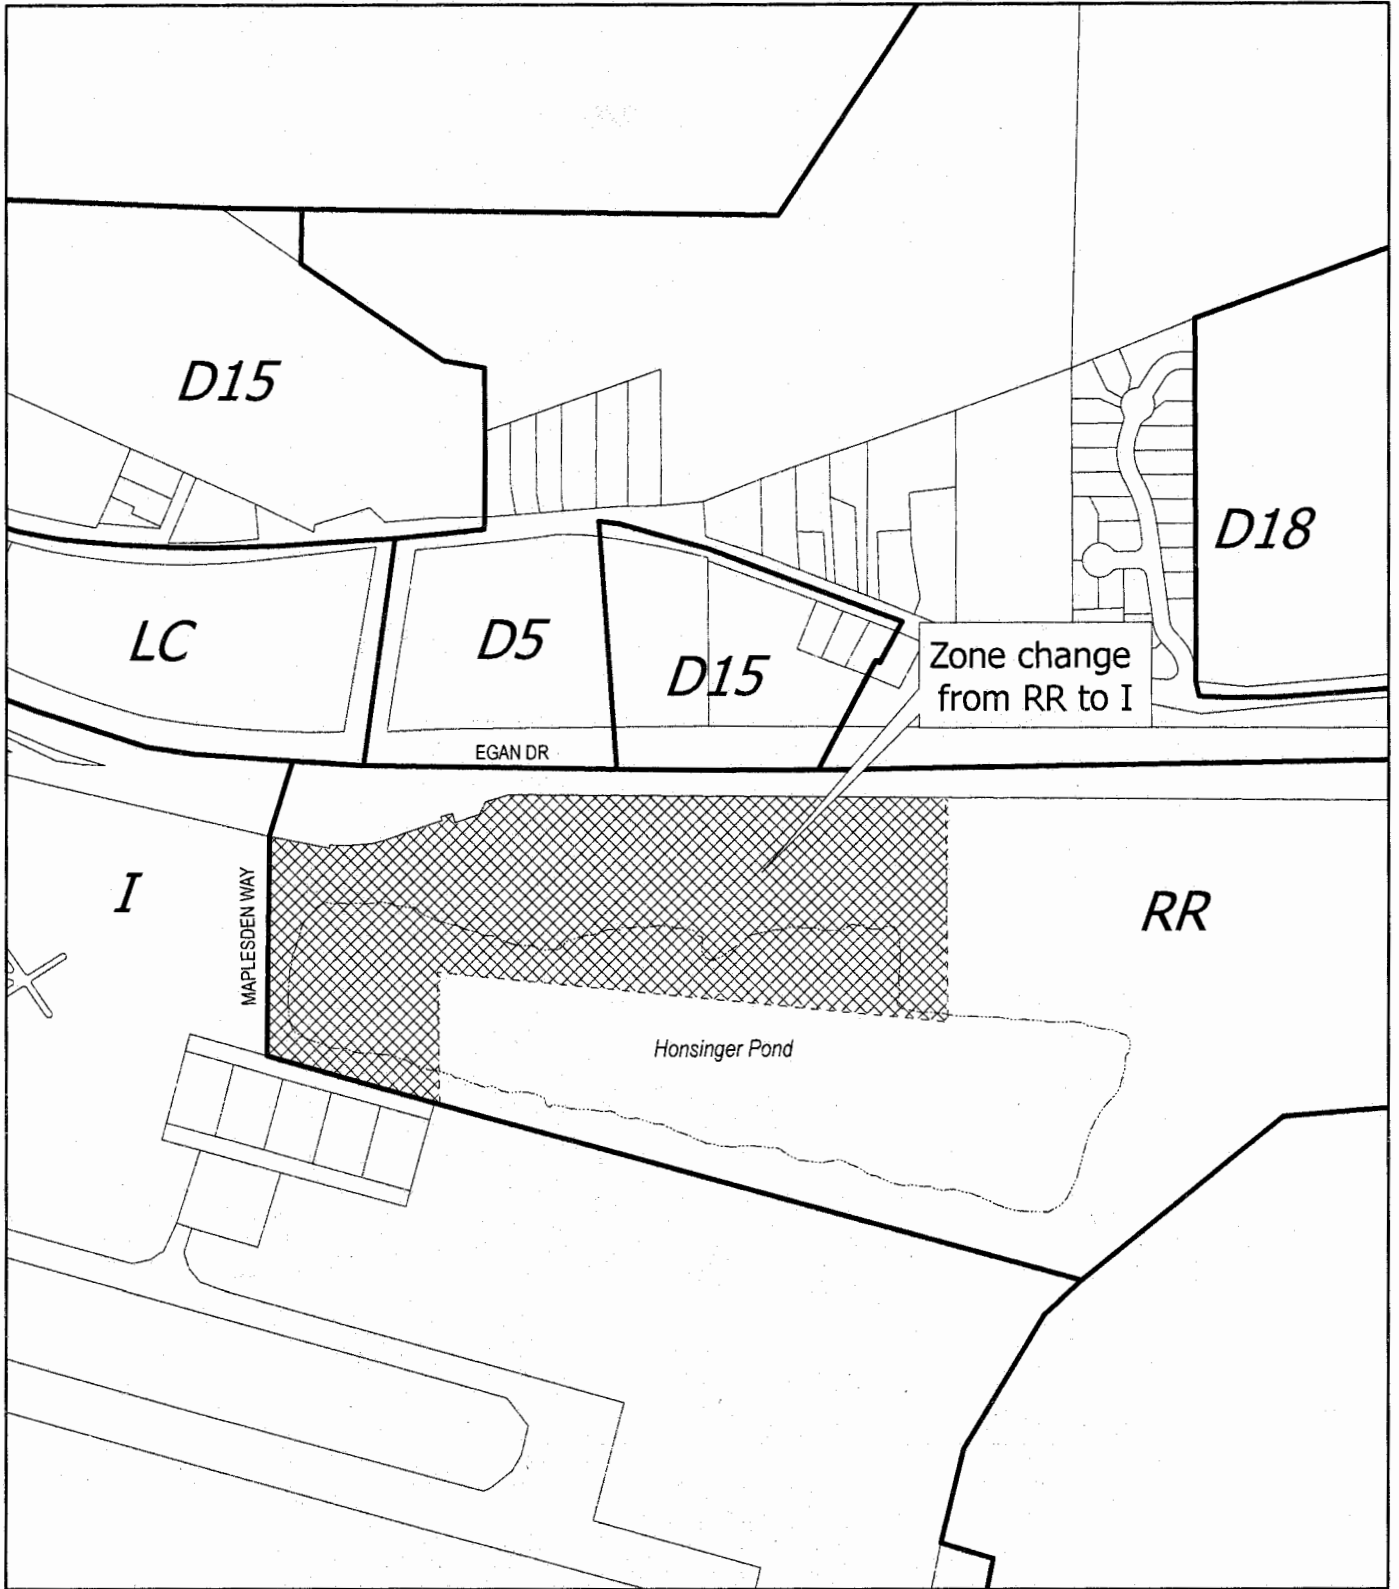 D15
D18
LC
D5
D15
Zone change
from RR to I
EGAN DR
I
MAPLESDEN WAY
RR
Honsinger Pond